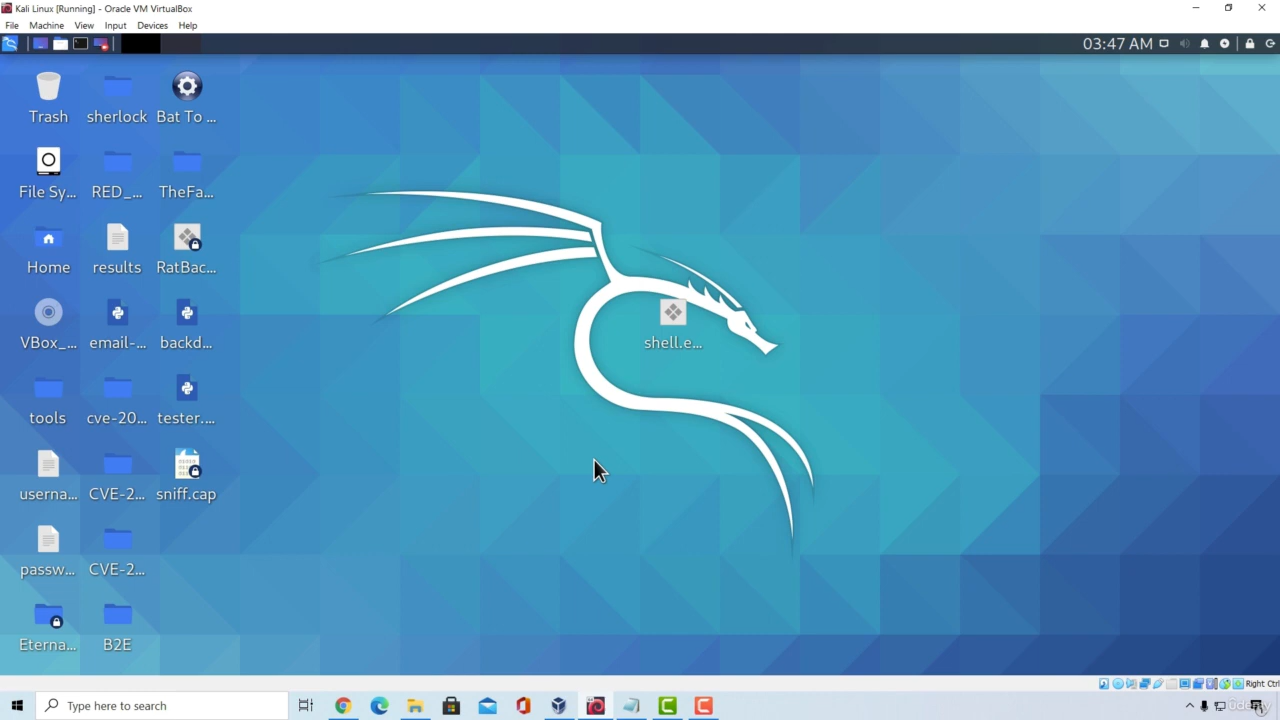 Kali Linux [Running] - Oracle VM VirtualBox
File Machine View Input Devices Help
03:47 AM
Trash sherlock Bat To ...
File Sy... RED_... TheFa...
Home results RatBac...
shell.e...
VBox_... email-... backd...
tools cve-20... tester....
userna... CVE-2... sniff.cap
passw... CVE-2...
Eterna... B2E
Right Ctrl
Type here to search
Udemy